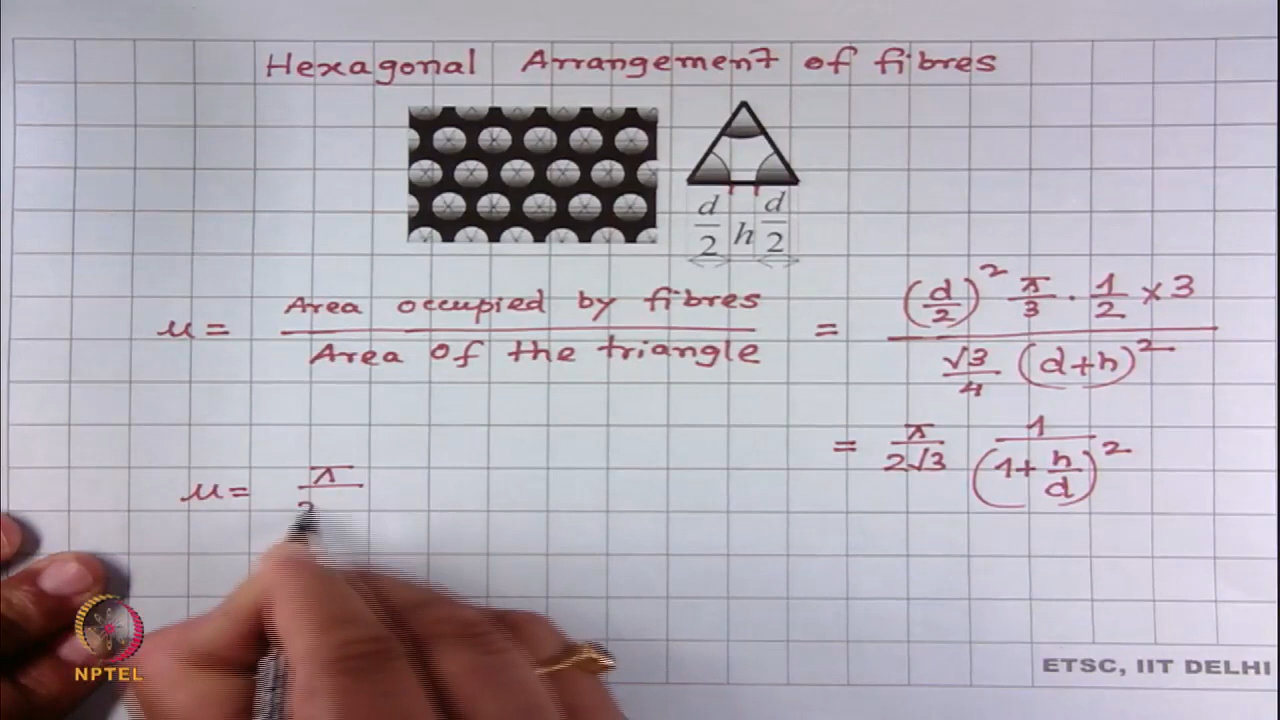 Hexagonal Arrangement of fibres
d/2 h d/2
μ = Area occupied by fibres / Area of the triangle = (d/2)² π/3 · 1/2 × 3 / √3/4 (d+h)²
= π/2√3 1/(1+h/d)²
μ = π/2
NPTEL
ETSC, IIT DELHI